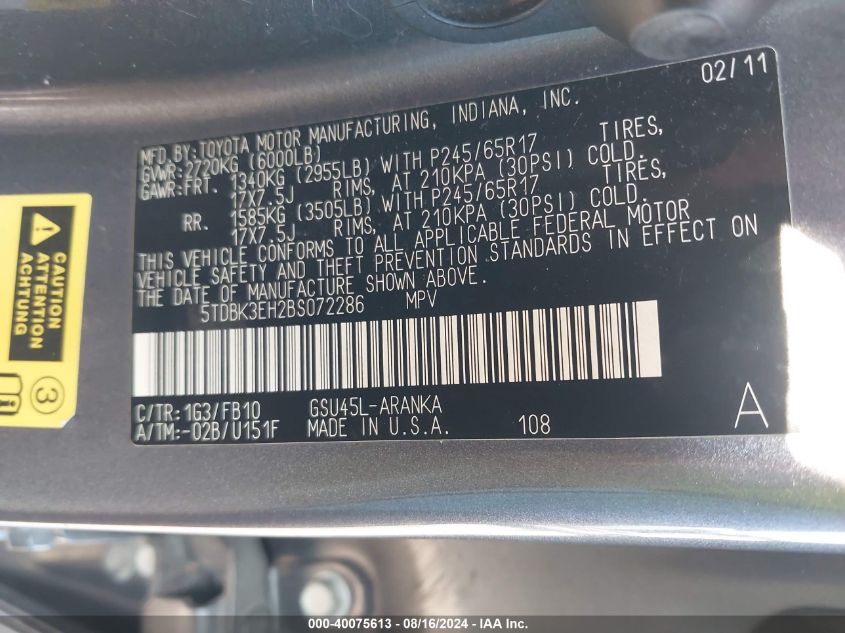 02/11
MFD.BY:TOYOTA MOTOR MANUFACTURING, INDIANA, INC.
GVWR:2720KG (6000LB)
GAWR:FRT. 1340KG (2955LB) WITH P245/65R17 TIRES,
17X7.5J RIMS, AT 210KPA (30PSI) COLD.
RR. 1585KG (3505LB) WITH P245/65R17 TIRES,
17X7.5J RIMS, AT 210KPA (30PSI) COLD.
THIS VEHICLE CONFORMS TO ALL APPLICABLE FEDERAL MOTOR
VEHICLE SAFETY AND THEFT PREVENTION STANDARDS IN EFFECT ON
THE DATE OF MANUFACTURE SHOWN ABOVE.
5TDBK3EH2BS072286 MPV
C/TR:1G3/FB10 GSU45L-ARANKA
A/TM:-02B/U151F MADE IN U.S.A. 108
A
CAUTION
ATTENTION
ACHTUNG
3
000-40075613 - 08/16/2024 - IAA Inc.